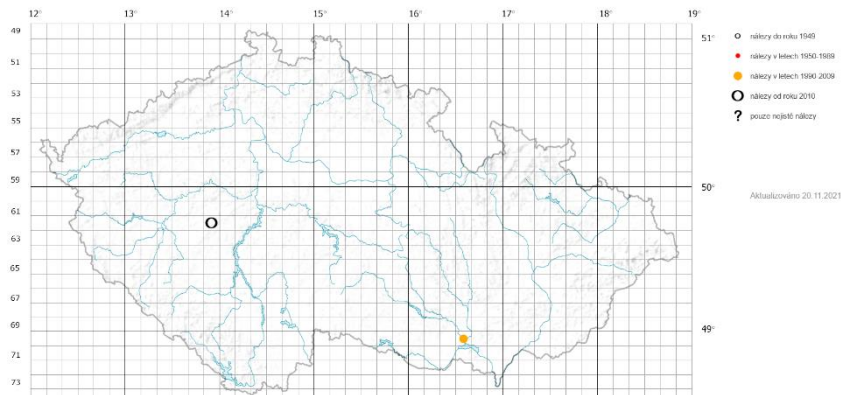 12° 13° 14° 15° 16° 17° 18° 19°
49
51
53
55
57
59
61
63
65
67
69
71
73
51°
50°
49°
nálezy do roku 1949
nálezy v letech 1950-1989
nálezy v letech 1990 2009
nálezy od roku 2010
? pouze nejisté nálezy
Aktualizováno 20.11.2021